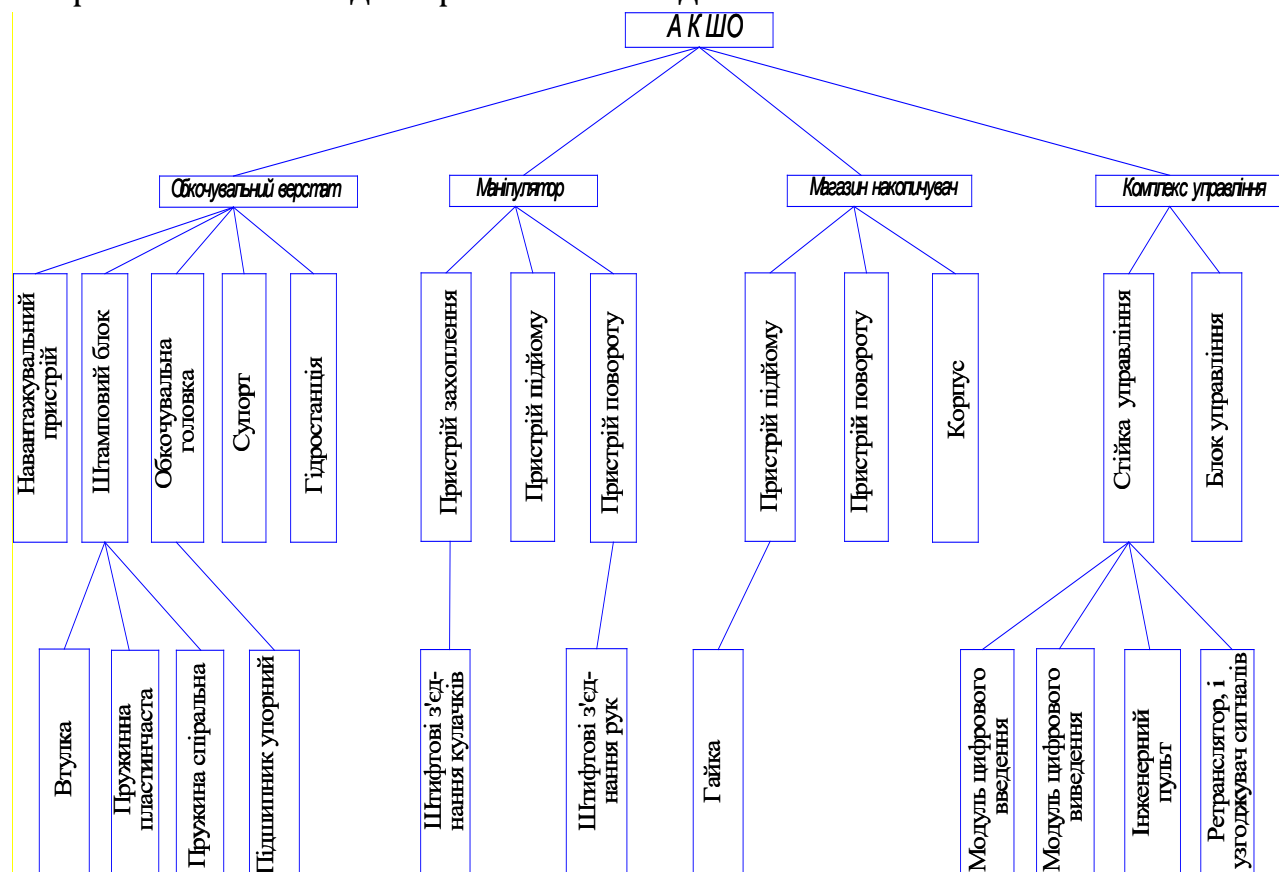 А К ШО
Обкочувальний верстат
Маніпулятор
Магазин накопичувач
Комплекс управління
Навантажувальний
пристрій
Штамповий блок
Обкочувальна
головка
Супорт
Гідростанція
Пристрій захоплення
Пристрій підйому
Пристрій повороту
Пристрій підйому
Пристрій повороту
Корпус
Стійка управління
Блок управління
Втулка
Пружинна
пластинчаста
Пружина спіральна
Підшипник упорний
Штифтові з'єд-
нання кулачків
Штифтові з'єд-
нання рук
Гайка
Модуль цифрового
введення
Модуль цифрового
виведення
Інженерний
пульт
Ретранслятор, і
узгоджувач сигналів